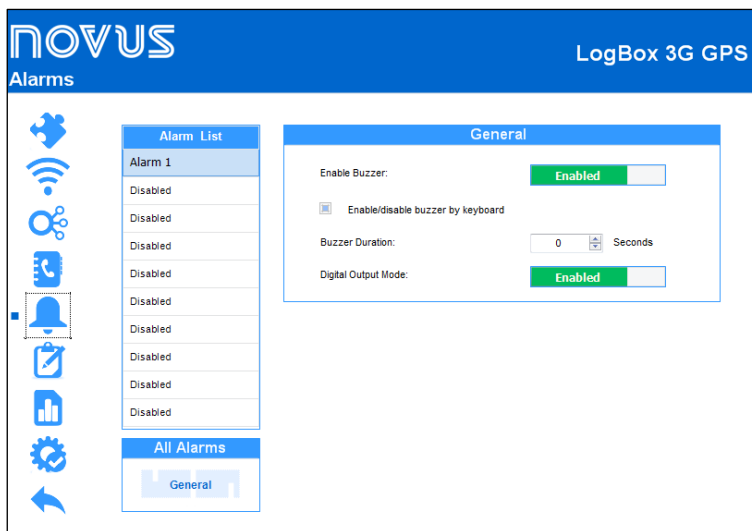 NOVUS
LogBox 3G GPS
Alarms
Alarm List
Alarm 1
Disabled
Disabled
Disabled
Disabled
Disabled
Disabled
Disabled
Disabled
Disabled
All Alarms
General
General
Enable Buzzer:
Enabled
Enable/disable buzzer by keyboard
Buzzer Duration:
0
Seconds
Digital Output Mode:
Enabled